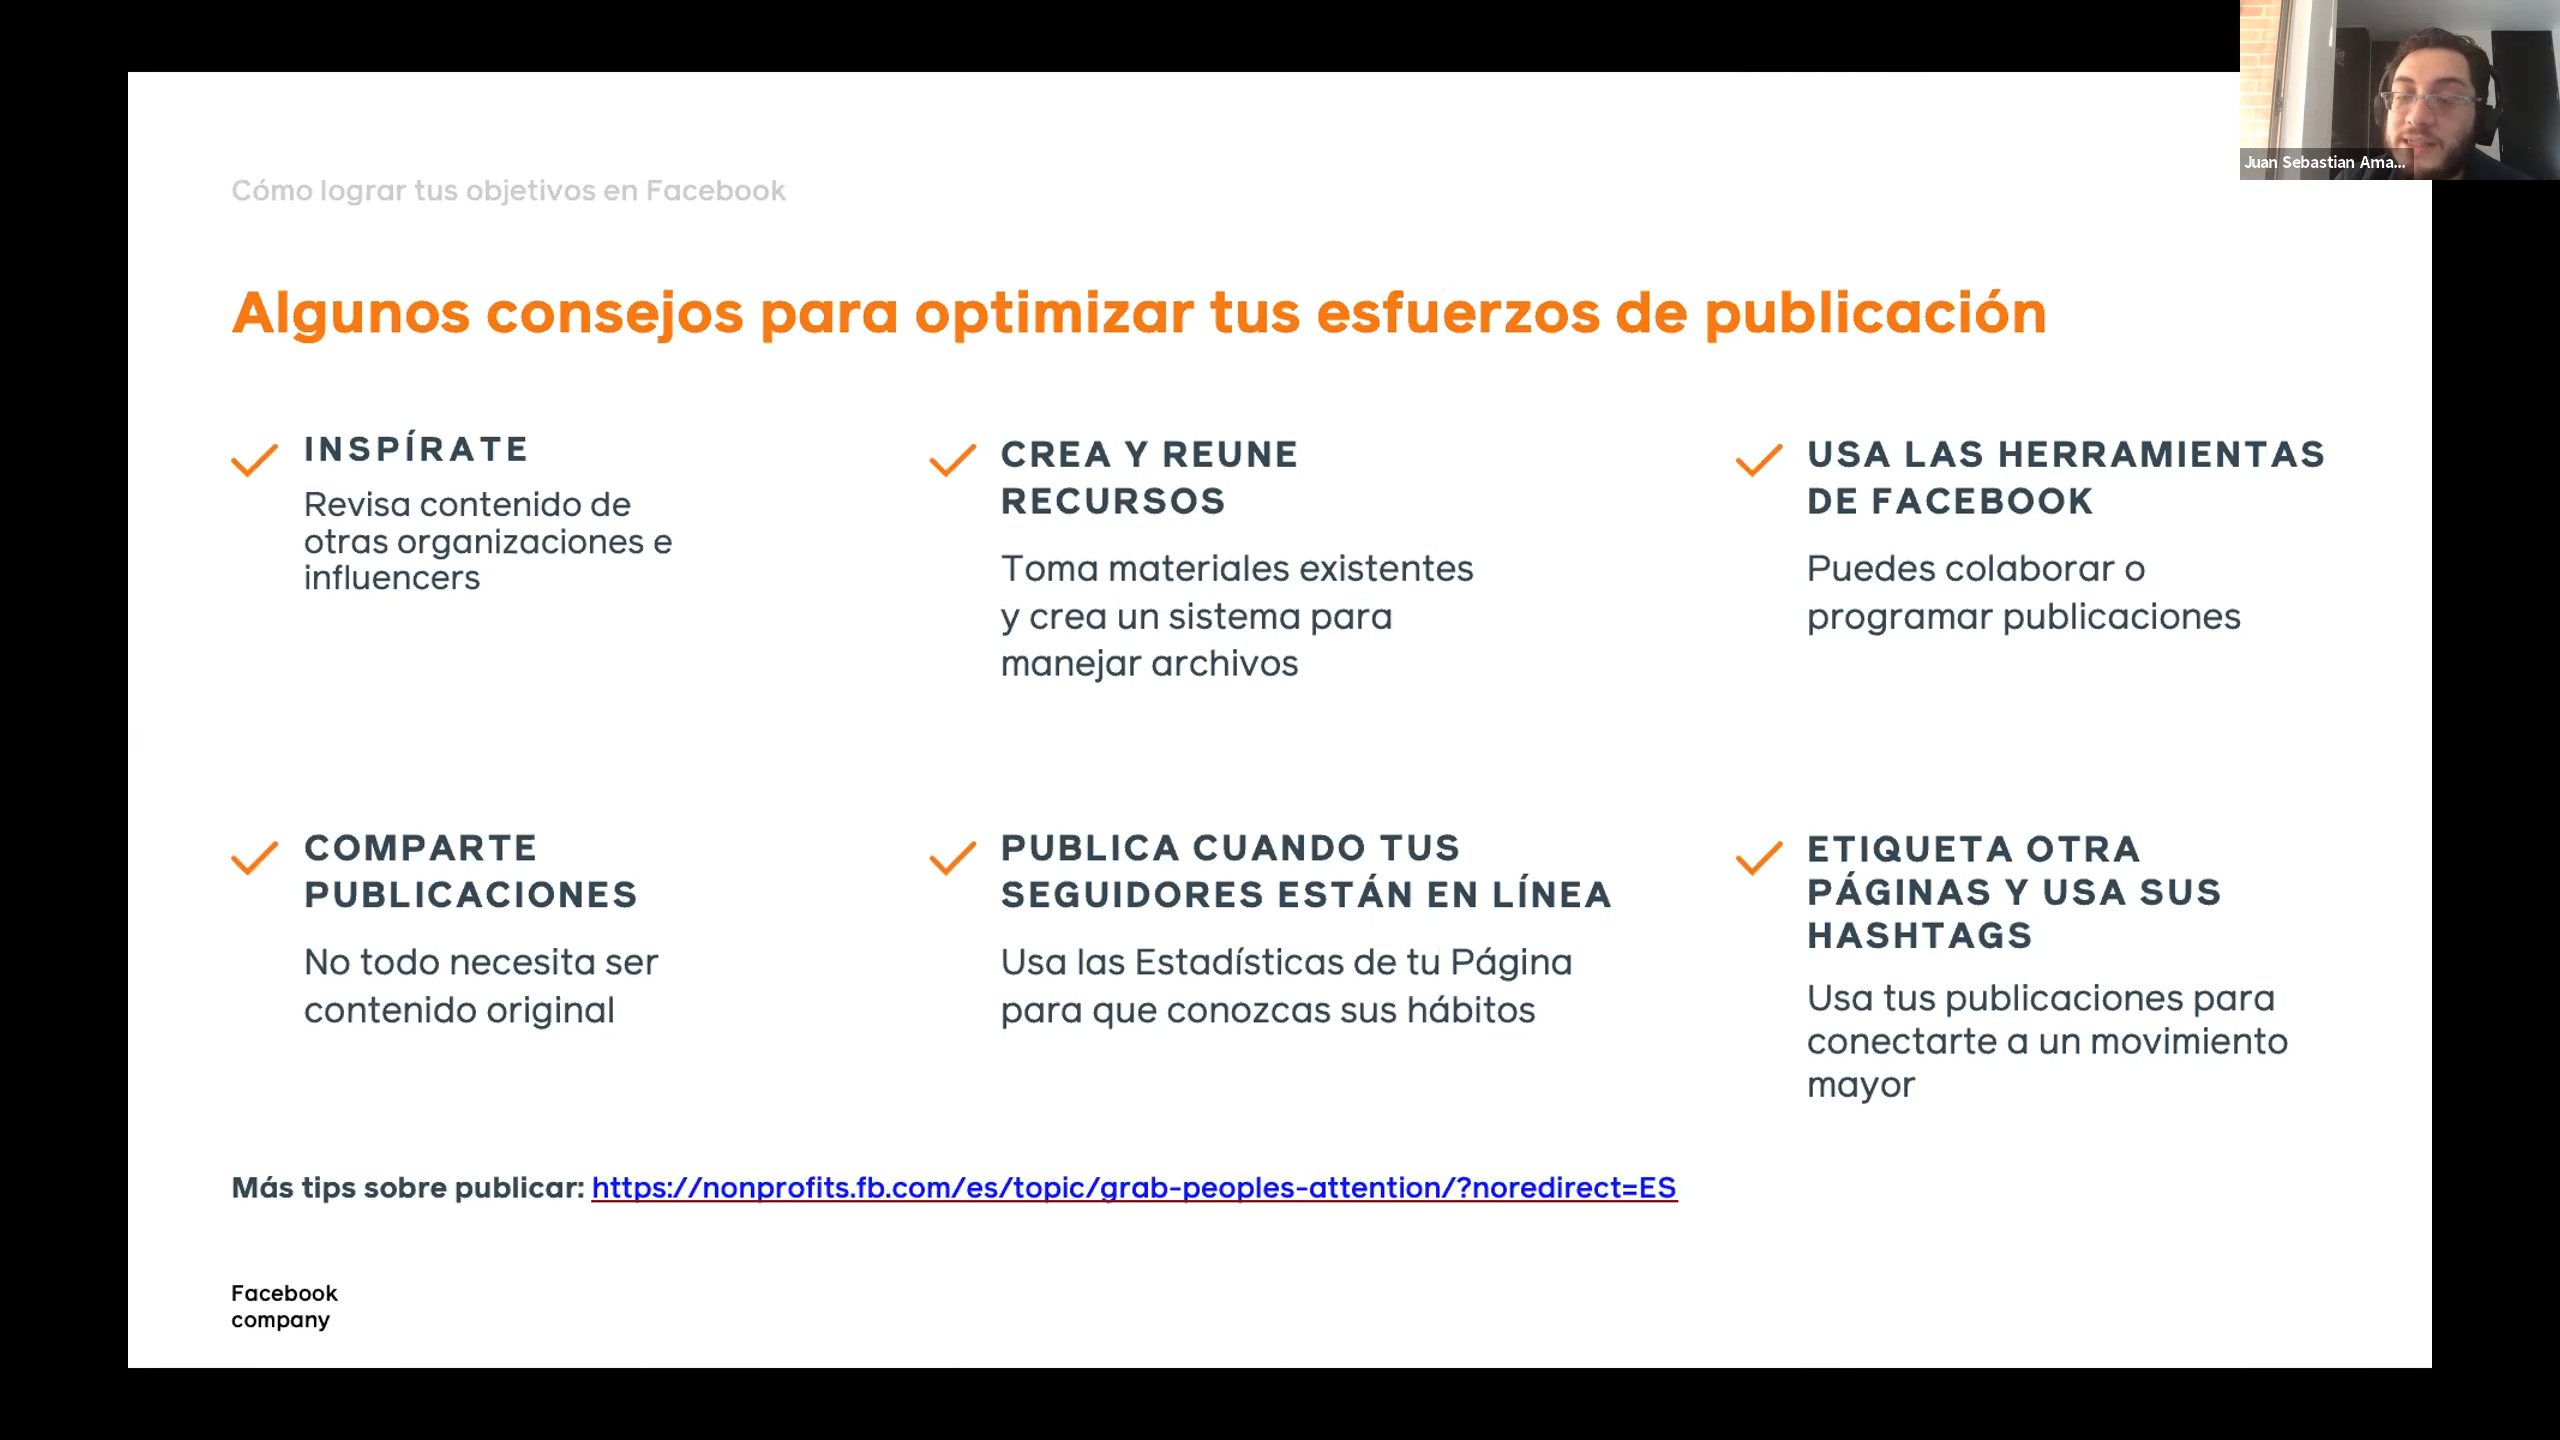 Juan Sebastian Ama...
Cómo lograr tus objetivos en Facebook
Algunos consejos para optimizar tus esfuerzos de publicación
INSPÍRATE
Revisa contenido de
otras organizaciones e
influencers
CREA Y REUNE
RECURSOS
Toma materiales existentes
y crea un sistema para
manejar archivos
USA LAS HERRAMIENTAS
DE FACEBOOK
Puedes colaborar o
programar publicaciones
COMPARTE
PUBLICACIONES
No todo necesita ser
contenido original
PUBLICA CUANDO TUS
SEGUIDORES ESTÁN EN LÍNEA
Usa las Estadísticas de tu Página
para que conozcas sus hábitos
ETIQUETA OTRA
PÁGINAS Y USA SUS
HASHTAGS
Usa tus publicaciones para
conectarte a un movimiento
mayor
Más tips sobre publicar: https://nonprofits.fb.com/es/topic/grab-peoples-attention/?noredirect=ES
Facebook
company